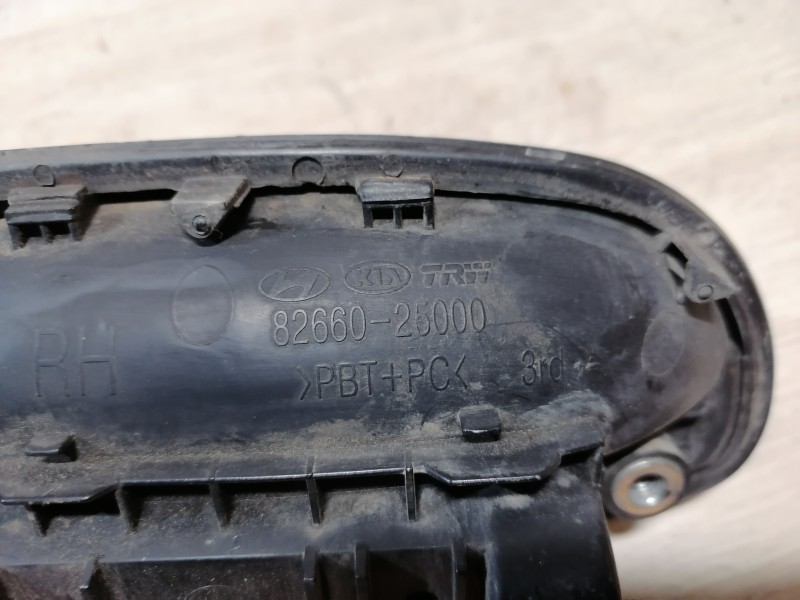 KIA TRW
82660-25000
RH
>PBT+PC< 3rd